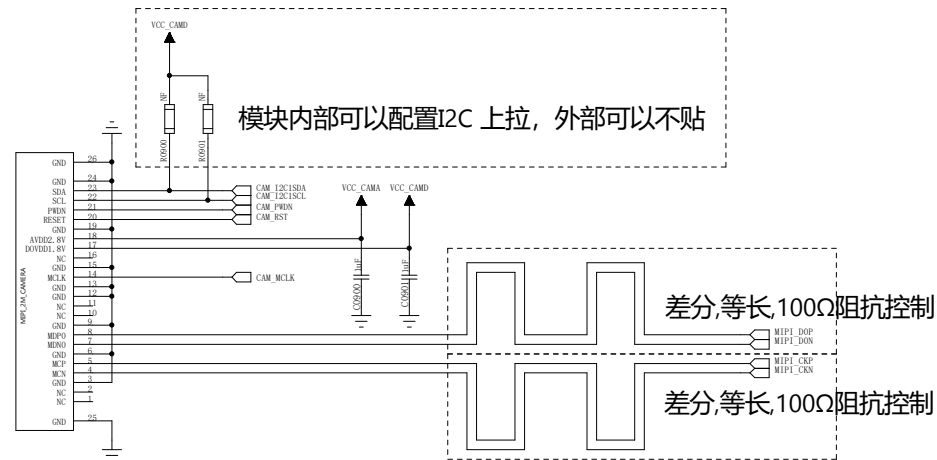 VCC_CAMD
NF
NF
R0900
R0901
模块内部可以配置I2C 上拉，外部可以不贴
MIPI_2M_CAMERA
GND 26
GND 24
SDA 23 CAM_I2C1SDA
SCL 22 CAM_I2C1SCL
PWDN 21 CAM_PWDN
RESET 20 CAM_RST
GND 19
AVDD2.8V 18
DOVDD1.8V 17
NC 16
GND 15
MCLK 14 CAM_MCLK
GND 13
GND 12
NC 11
NC 10
GND 9
MDP0 8
MDN0 7
GND 6
MCP 5
MCN 4
GND 3
NC 2
NC 1
GND 25
VCC_CAMA VCC_CAMD
C0900 1uF
C0901 1uF
差分,等长,100Ω阻抗控制
MIPI_D0P
MIPI_D0N
MIPI_CKP
MIPI_CKN
差分,等长,100Ω阻抗控制